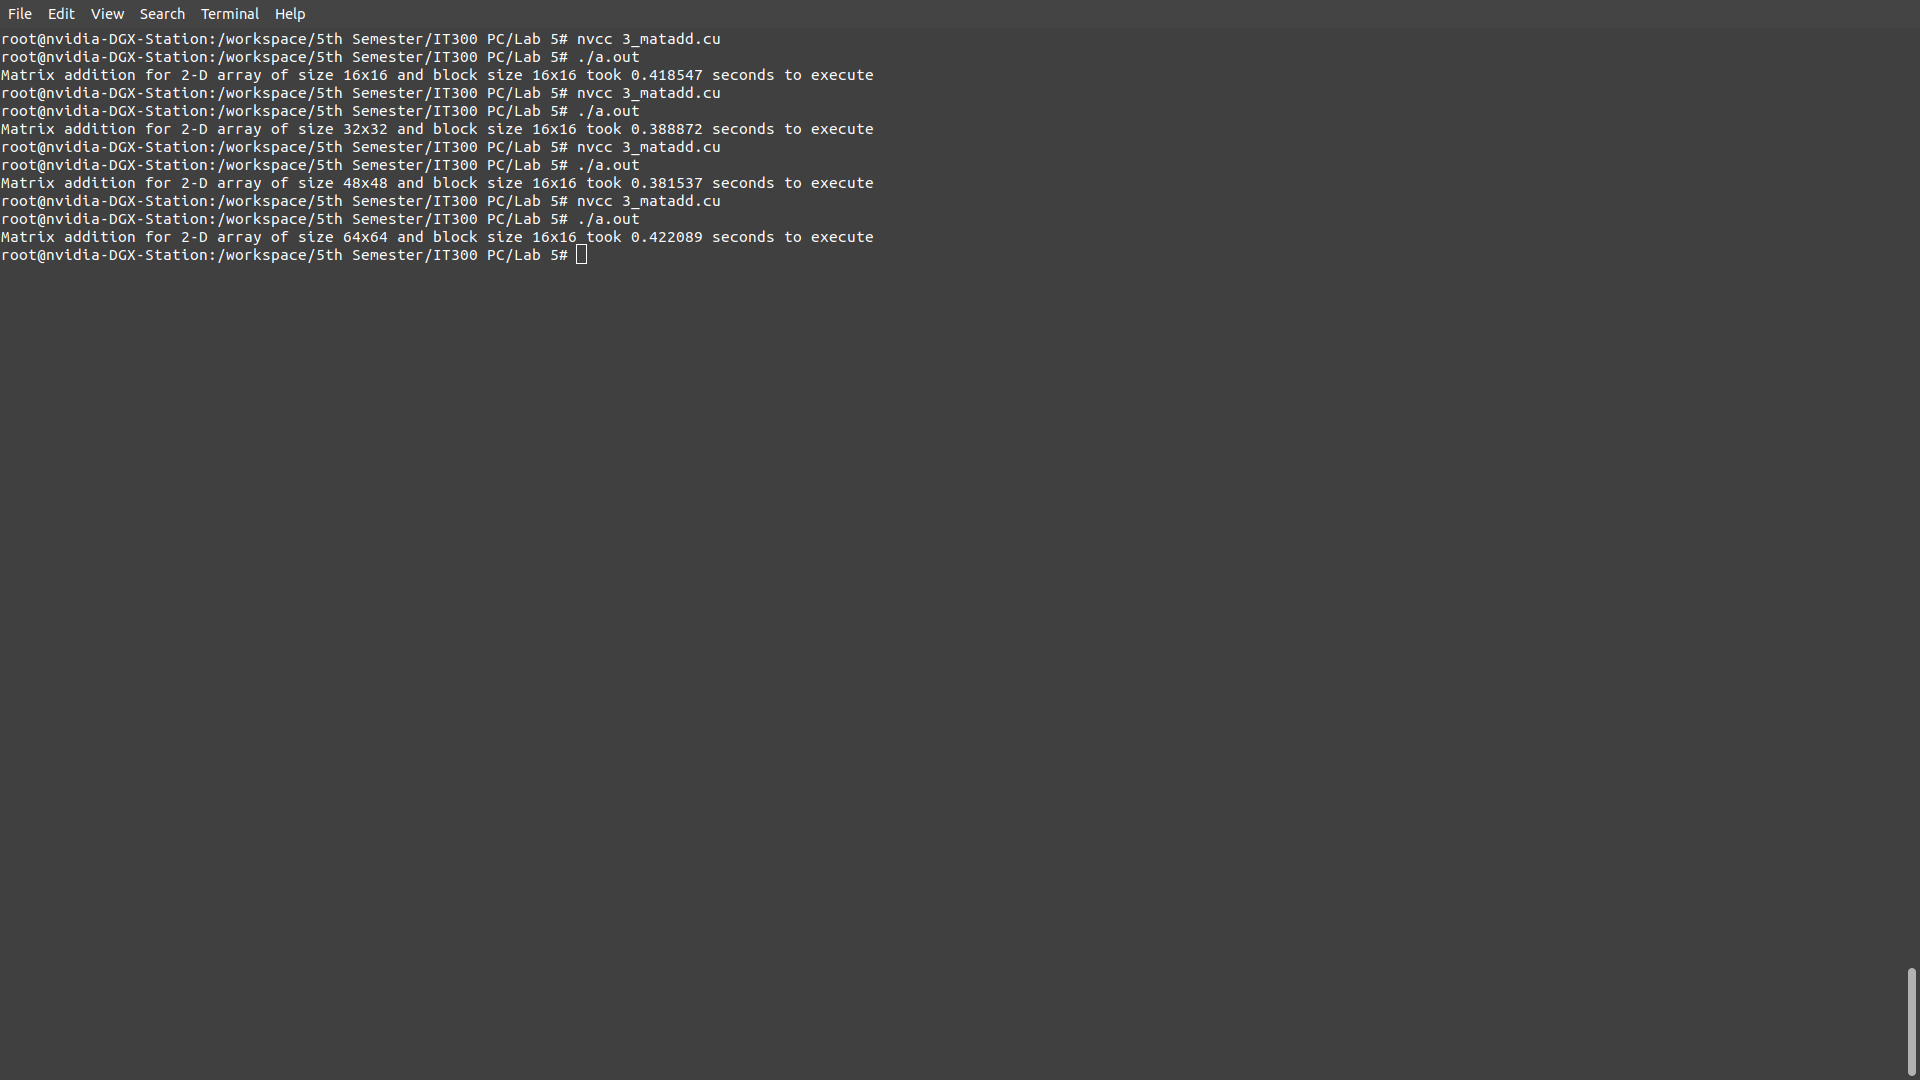 File Edit View Search Terminal Help
root@nvidia-DGX-Station:/workspace/5th Semester/IT300 PC/Lab 5# nvcc 3_matadd.cu
root@nvidia-DGX-Station:/workspace/5th Semester/IT300 PC/Lab 5# ./a.out
Matrix addition for 2-D array of size 16x16 and block size 16x16 took 0.418547 seconds to execute
root@nvidia-DGX-Station:/workspace/5th Semester/IT300 PC/Lab 5# nvcc 3_matadd.cu
root@nvidia-DGX-Station:/workspace/5th Semester/IT300 PC/Lab 5# ./a.out
Matrix addition for 2-D array of size 32x32 and block size 16x16 took 0.388872 seconds to execute
root@nvidia-DGX-Station:/workspace/5th Semester/IT300 PC/Lab 5# nvcc 3_matadd.cu
root@nvidia-DGX-Station:/workspace/5th Semester/IT300 PC/Lab 5# ./a.out
Matrix addition for 2-D array of size 48x48 and block size 16x16 took 0.381537 seconds to execute
root@nvidia-DGX-Station:/workspace/5th Semester/IT300 PC/Lab 5# nvcc 3_matadd.cu
root@nvidia-DGX-Station:/workspace/5th Semester/IT300 PC/Lab 5# ./a.out
Matrix addition for 2-D array of size 64x64 and block size 16x16 took 0.422089 seconds to execute
root@nvidia-DGX-Station:/workspace/5th Semester/IT300 PC/Lab 5#